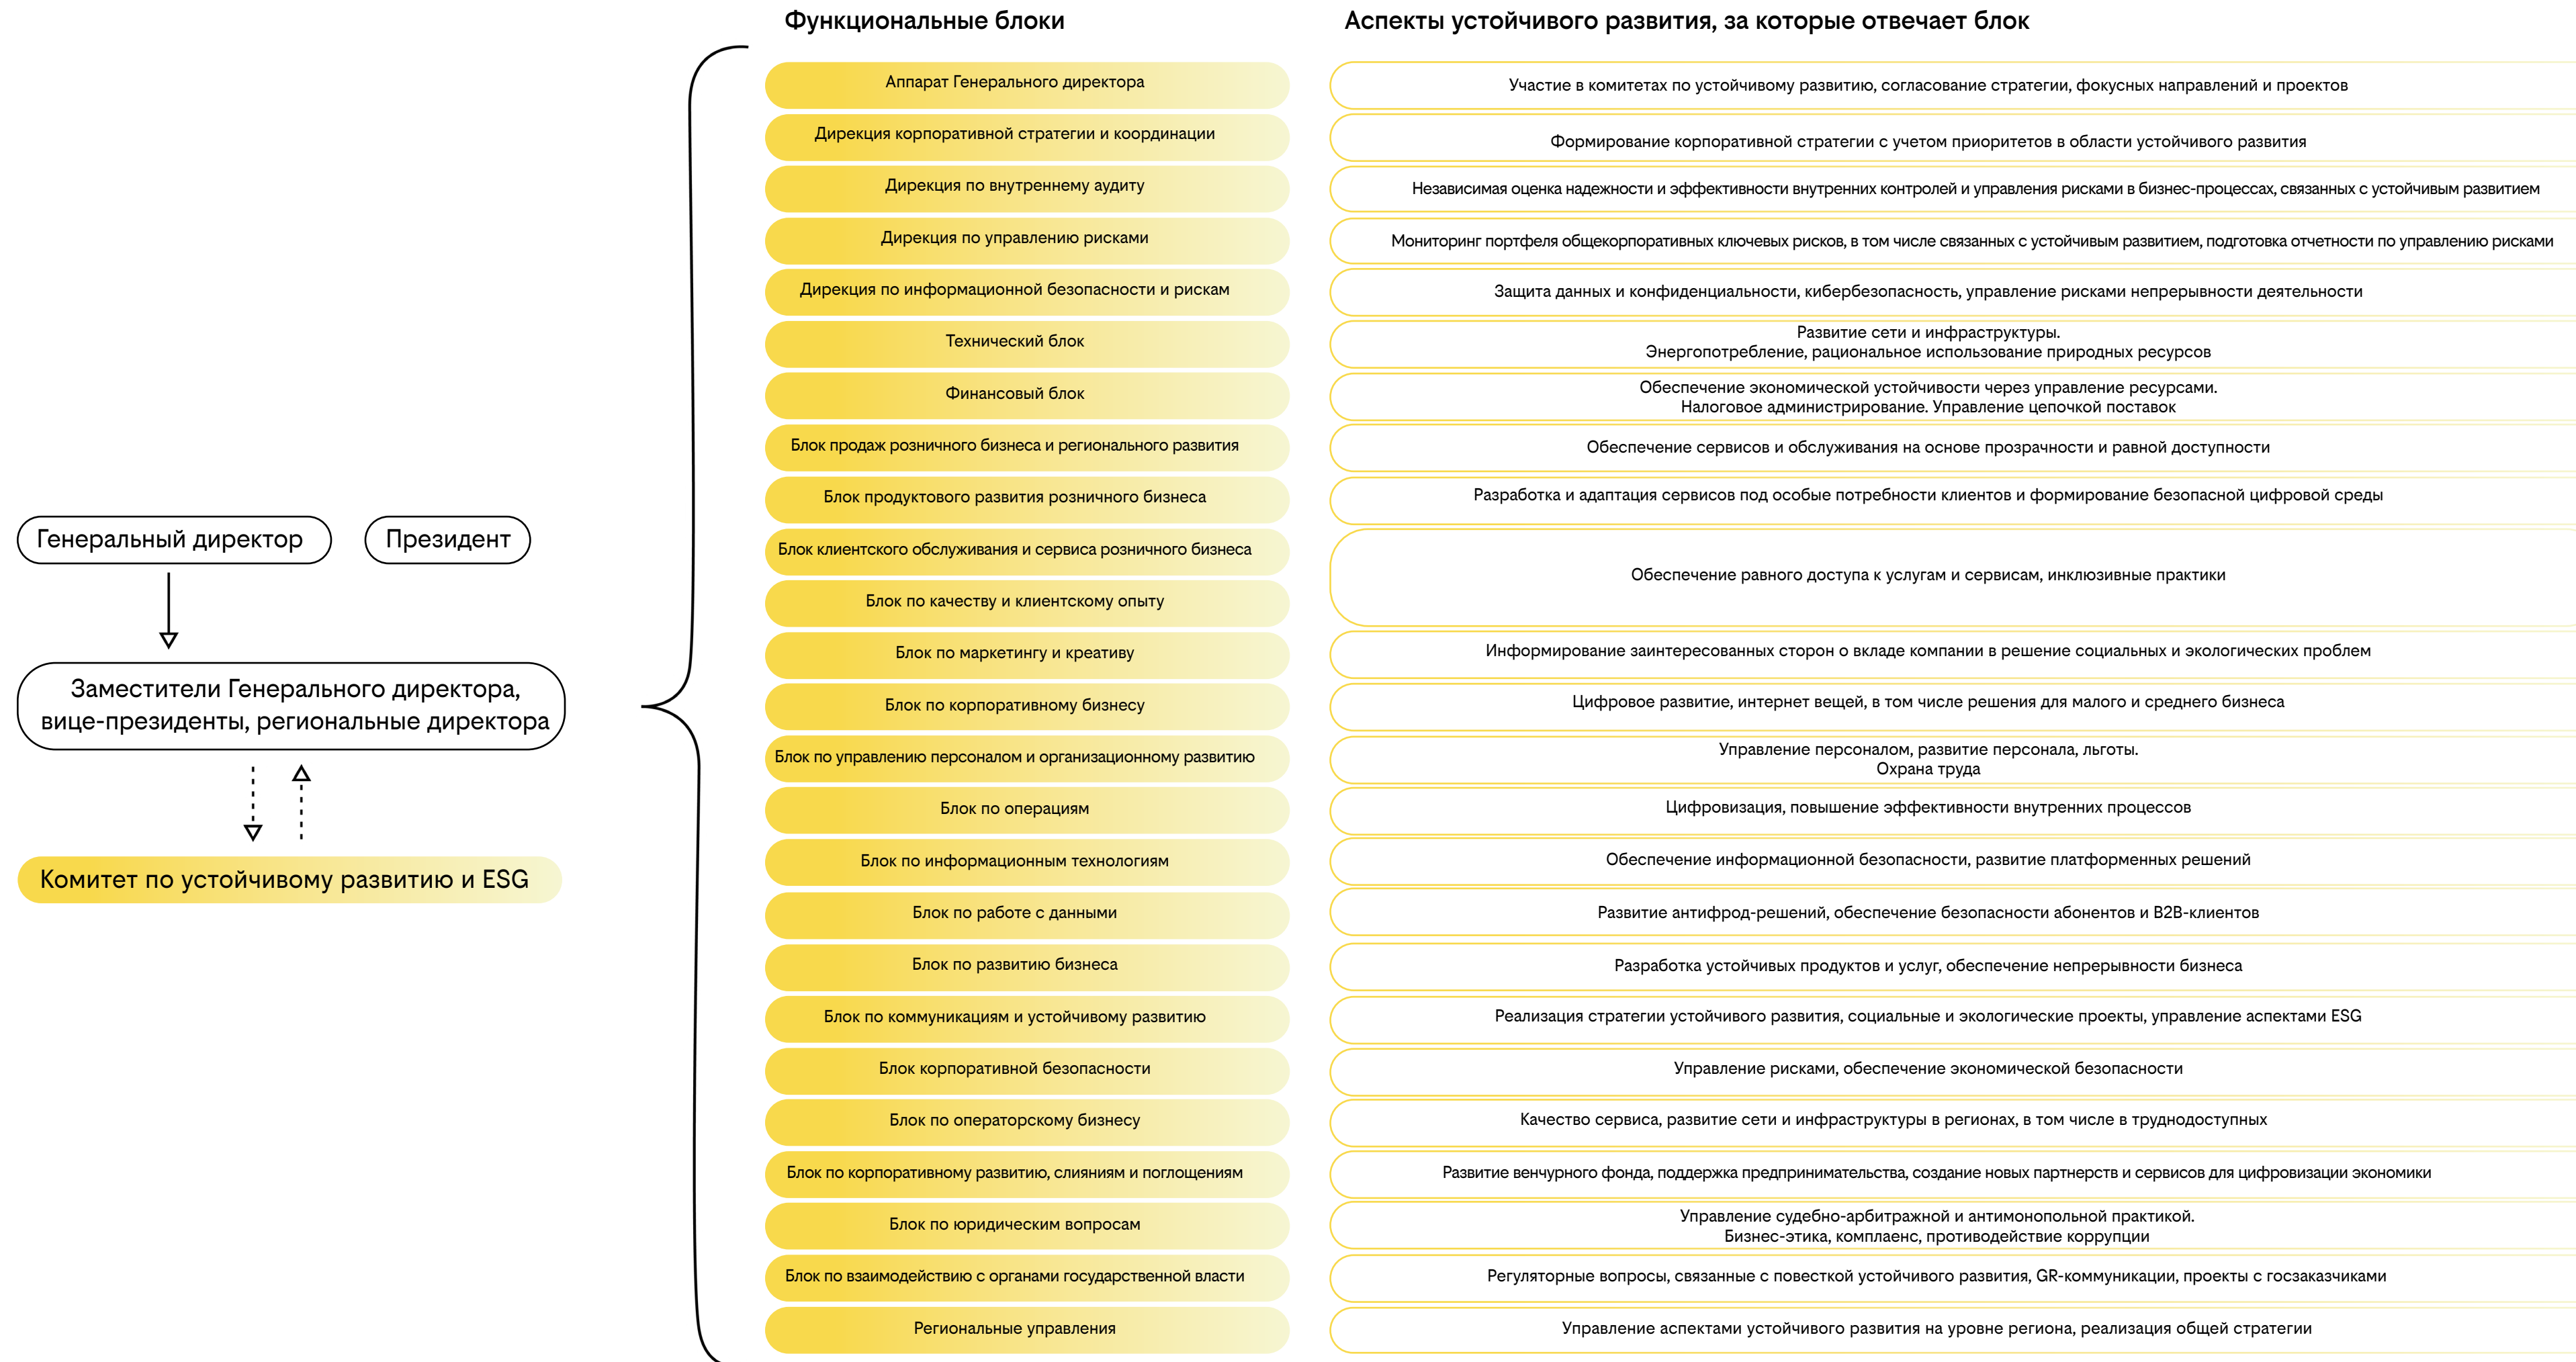 Функциональные блоки
Аспекты устойчивого развития, за которые отвечает блок
Генеральный директор
Президент
Заместители Генерального директора,
вице-президенты, региональные директора
Комитет по устойчивому развитию и ESG
Аппарат Генерального директора
Участие в комитетах по устойчивому развитию, согласование стратегии, фокусных направлений и проектов
Дирекция корпоративной стратегии и координации
Формирование корпоративной стратегии с учетом приоритетов в области устойчивого развития
Дирекция по внутреннему аудиту
Независимая оценка надежности и эффективности внутренних контролей и управления рисками в бизнес-процессах, связанных с устойчивым развитием
Дирекция по управлению рисками
Мониторинг портфеля общекорпоративных ключевых рисков, в том числе связанных с устойчивым развитием, подготовка отчетности по управлению рисками
Дирекция по информационной безопасности и рискам
Защита данных и конфиденциальности, кибербезопасность, управление рисками непрерывности деятельности
Технический блок
Развитие сети и инфраструктуры.
Энергопотребление, рациональное использование природных ресурсов
Финансовый блок
Обеспечение экономической устойчивости через управление ресурсами.
Налоговое администрирование. Управление цепочкой поставок
Блок продаж розничного бизнеса и регионального развития
Обеспечение сервисов и обслуживания на основе прозрачности и равной доступности
Блок продуктового развития розничного бизнеса
Разработка и адаптация сервисов под особые потребности клиентов и формирование безопасной цифровой среды
Блок клиентского обслуживания и сервиса розничного бизнеса
Блок по качеству и клиентскому опыту
Обеспечение равного доступа к услугам и сервисам, инклюзивные практики
Блок по маркетингу и креативу
Информирование заинтересованных сторон о вкладе компании в решение социальных и экологических проблем
Блок по корпоративному бизнесу
Цифровое развитие, интернет вещей, в том числе решения для малого и среднего бизнеса
Блок по управлению персоналом и организационному развитию
Управление персоналом, развитие персонала, льготы.
Охрана труда
Блок по операциям
Цифровизация, повышение эффективности внутренних процессов
Блок по информационным технологиям
Обеспечение информационной безопасности, развитие платформенных решений
Блок по работе с данными
Развитие антифрод-решений, обеспечение безопасности абонентов и B2B-клиентов
Блок по развитию бизнеса
Разработка устойчивых продуктов и услуг, обеспечение непрерывности бизнеса
Блок по коммуникациям и устойчивому развитию
Реализация стратегии устойчивого развития, социальные и экологические проекты, управление аспектами ESG
Блок корпоративной безопасности
Управление рисками, обеспечение экономической безопасности
Блок по операторскому бизнесу
Качество сервиса, развитие сети и инфраструктуры в регионах, в том числе в труднодоступных
Блок по корпоративному развитию, слияниям и поглощениям
Развитие венчурного фонда, поддержка предпринимательства, создание новых партнерств и сервисов для цифровизации экономики
Блок по юридическим вопросам
Управление судебно-арбитражной и антимонопольной практикой.
Бизнес-этика, комплаенс, противодействие коррупции
Блок по взаимодействию с органами государственной власти
Регуляторные вопросы, связанные с повесткой устойчивого развития, GR-коммуникации, проекты с госзаказчиками
Региональные управления
Управление аспектами устойчивого развития на уровне региона, реализация общей стратегии